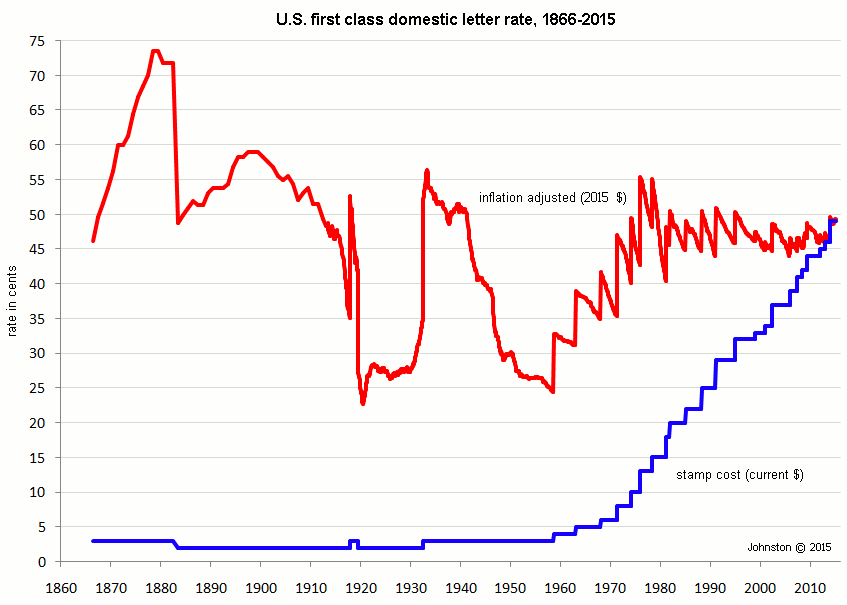 U.S. first class domestic letter rate, 1866-2015
75
70
65
60
55
50
45
40
35
30
25
20
15
10
5
0
rate in cents
inflation adjusted (2015 $)
stamp cost (current $)
Johnston © 2015
1860 1870 1880 1890 1900 1910 1920 1930 1940 1950 1960 1970 1980 1990 2000 2010